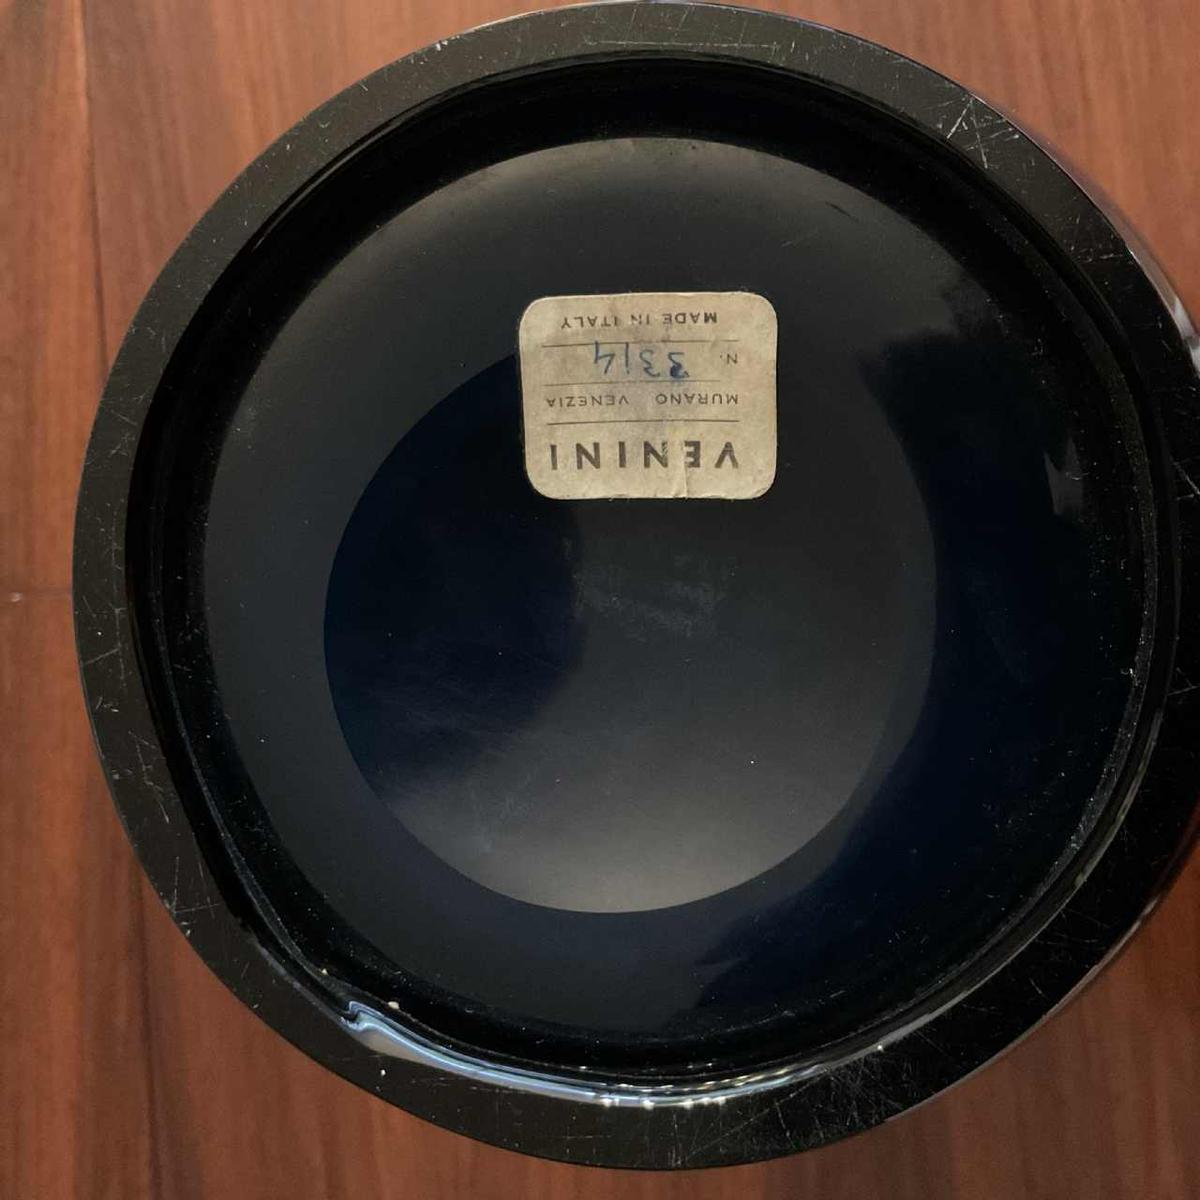 VENINI
MURANO VENEZIA
N. 3314
MADE IN ITALY